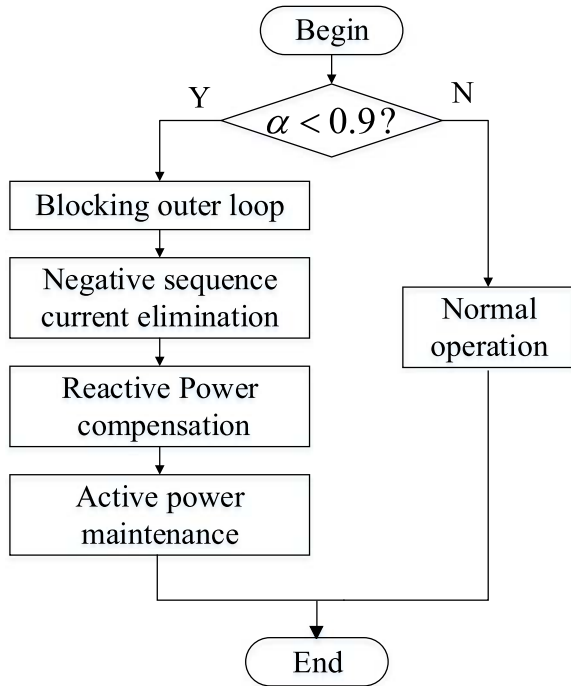 Begin
Y
N
α < 0.9?
Blocking outer loop
Negative sequence
current elimination
Normal
operation
Reactive Power
compensation
Active power
maintenance
End